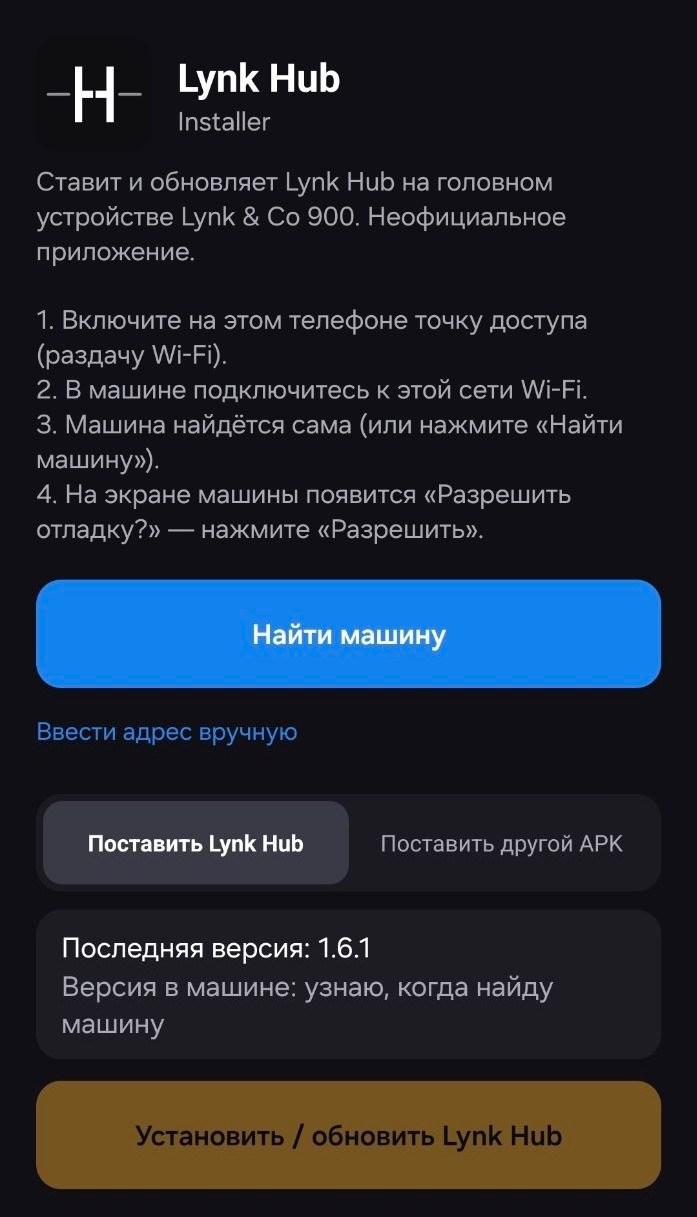 H
Lynk Hub
Installer
Ставит и обновляет Lynk Hub на головном
устройстве Lynk & Co 900. Неофициальное
приложение.
1. Включите на этом телефоне точку доступа
(раздачу Wi-Fi).
2. В машине подключитесь к этой сети Wi-Fi.
3. Машина найдётся сама (или нажмите «Найти
машину»).
4. На экране машины появится «Разрешить
отладку?» — нажмите «Разрешить».
Найти машину
Ввести адрес вручную
Поставить Lynk Hub
Поставить другой APK
Последняя версия: 1.6.1
Версия в машине: узнаю, когда найду
машину
Установить / обновить Lynk Hub